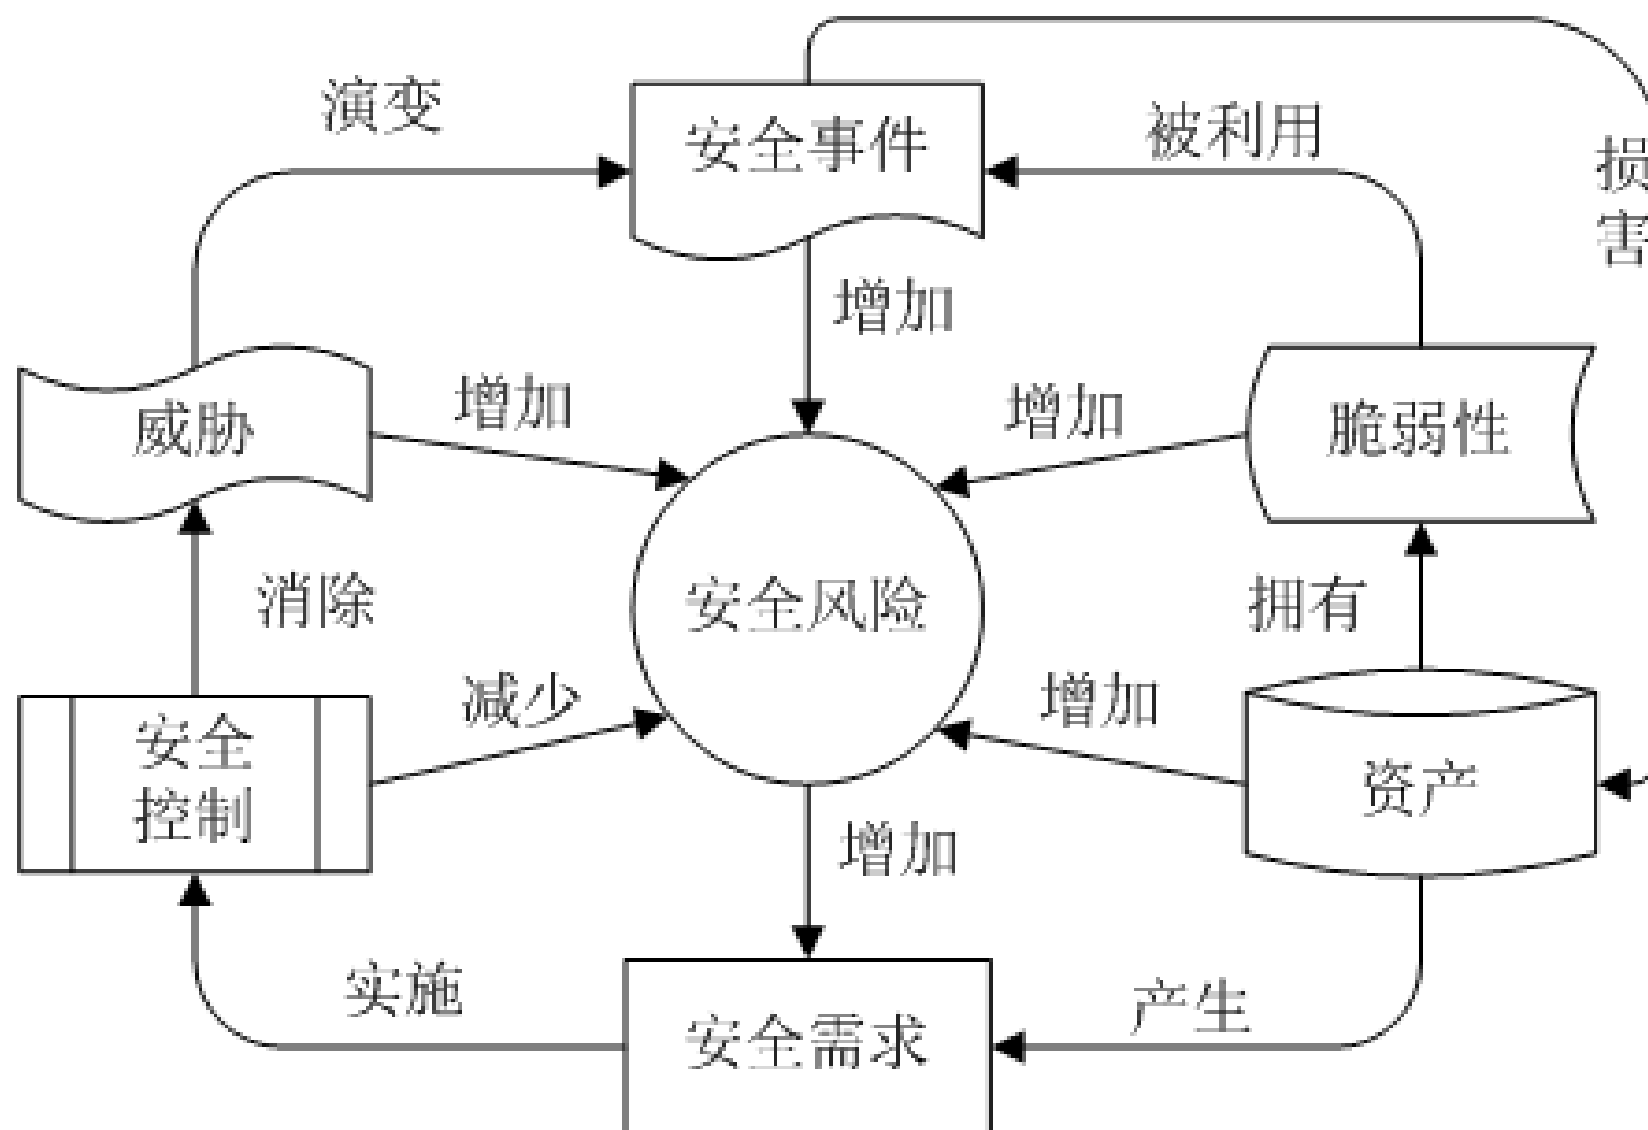 演变
安全事件
被利用
损
害
增加
威胁
增加
增加
脆弱性
消除
安全风险
拥有
减少
增加
安全
控制
资产
增加
实施
安全需求
产生